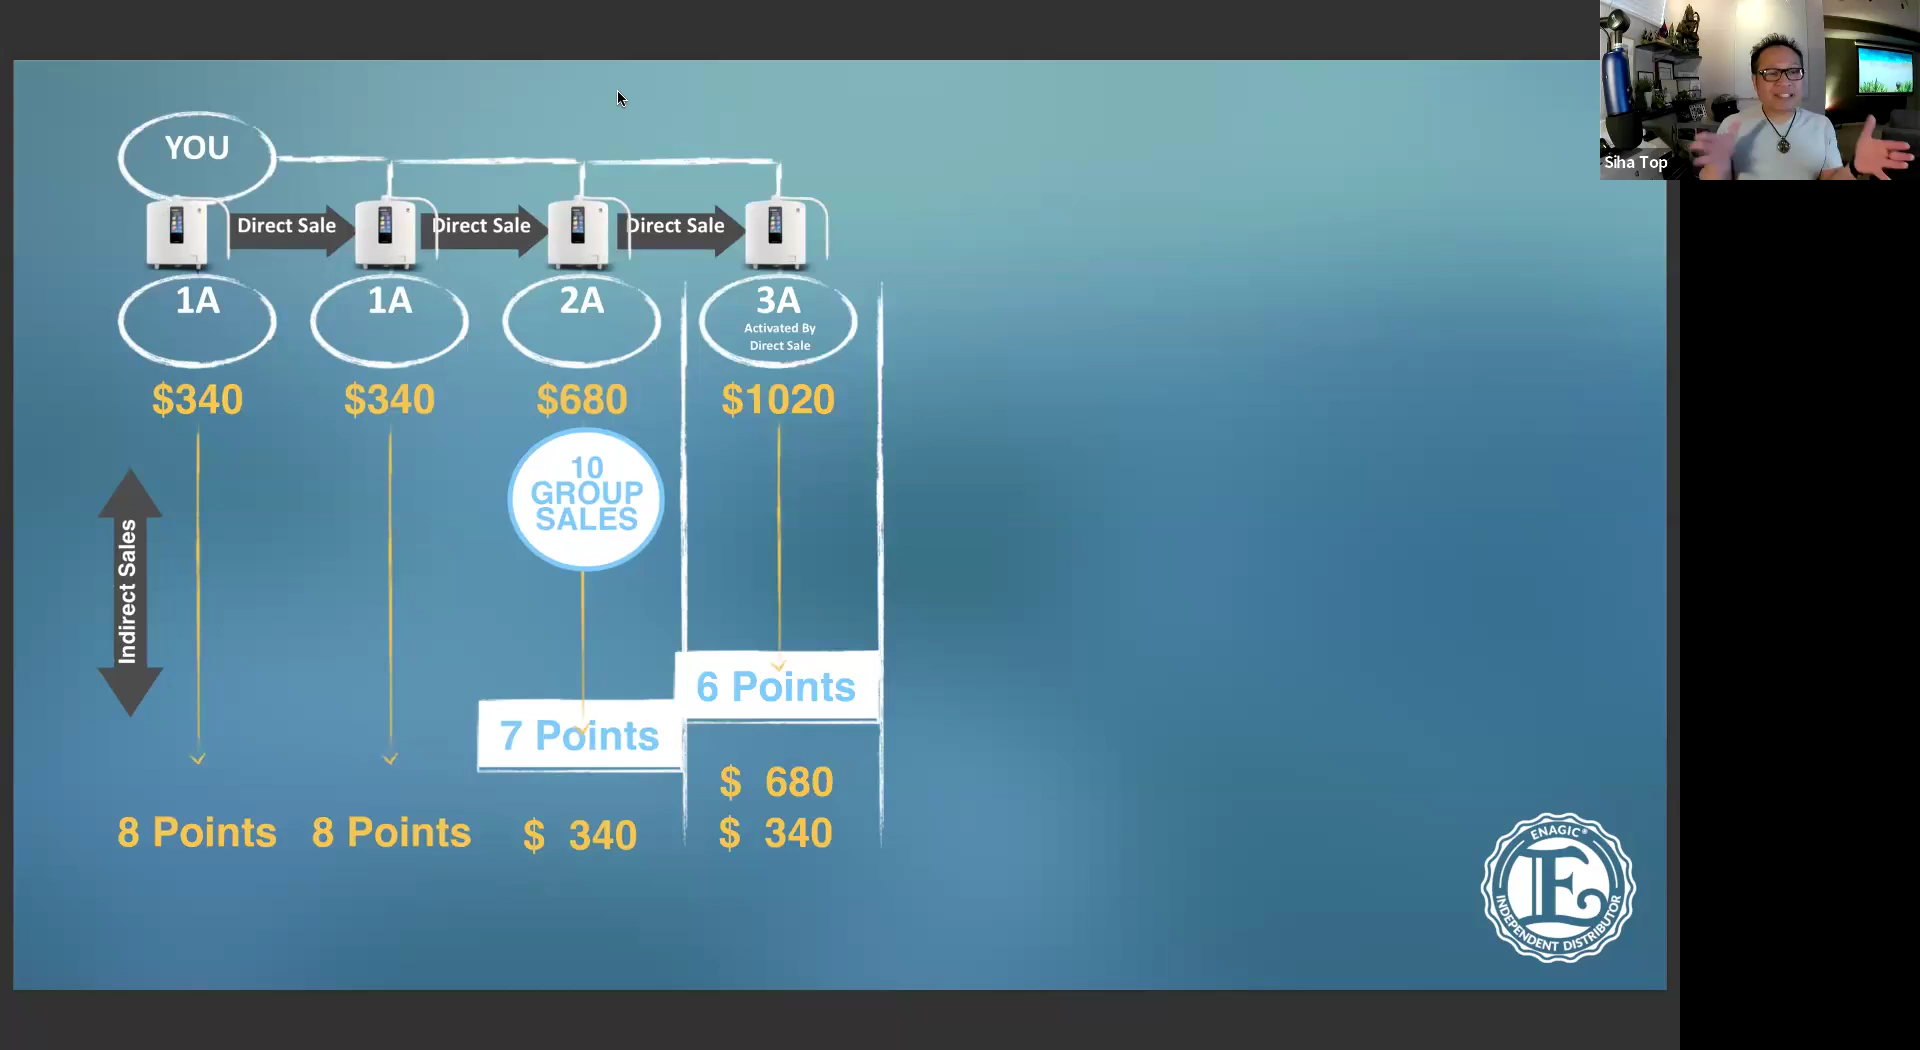 YOU
Siha Top
Direct Sale
Direct Sale
Direct Sale
1A
1A
2A
3A
Activated By
Direct Sale
$340
$340
$680
$1020
10
GROUP
SALES
Indirect Sales
6 Points
7 Points
$ 680
8 Points
8 Points
$ 340
$ 340
ENAGIC®
E
INDEPENDENT DISTRIBUTOR